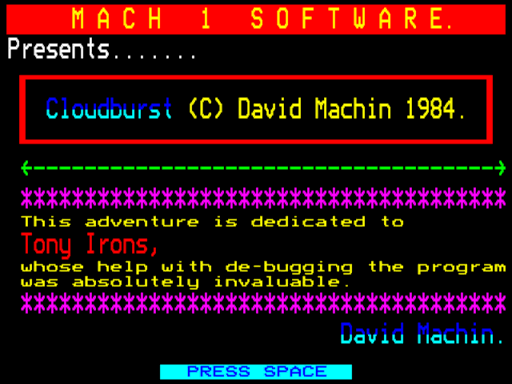 M A C H 1 S O F T W A R E.
Presents.......
Cloudburst (C) David Machin 1984.
<------------------------------------->
**************************************
This adventure is dedicated to
Tony Irons,
whose help with de-bugging the program
was absolutely invaluable.
**************************************
David Machin.
PRESS SPACE